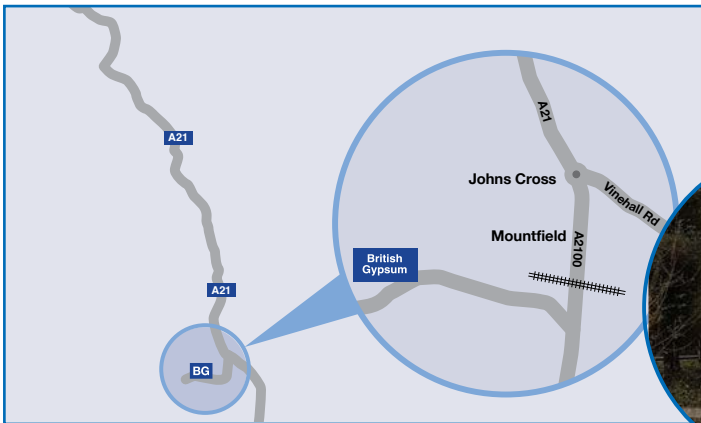 A21
A21
BG
A21
Johns Cross
Vinehall Rd
Mountfield
A2100
British
Gypsum